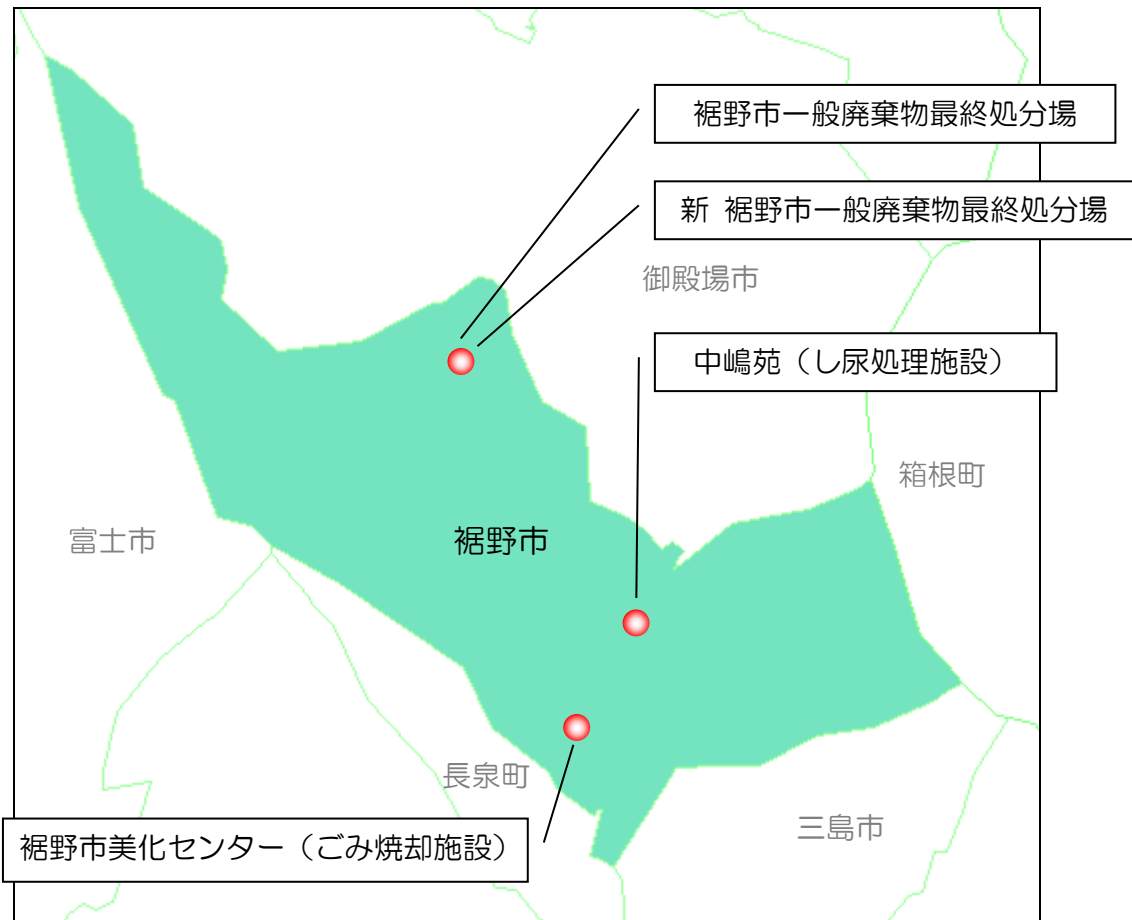 裾野市一般廃棄物最終処分場
新 裾野市一般廃棄物最終処分場
御殿場市
中嶋苑（し尿処理施設）
箱根町
富士市
裾野市
長泉町
三島市
裾野市美化センター（ごみ焼却施設）